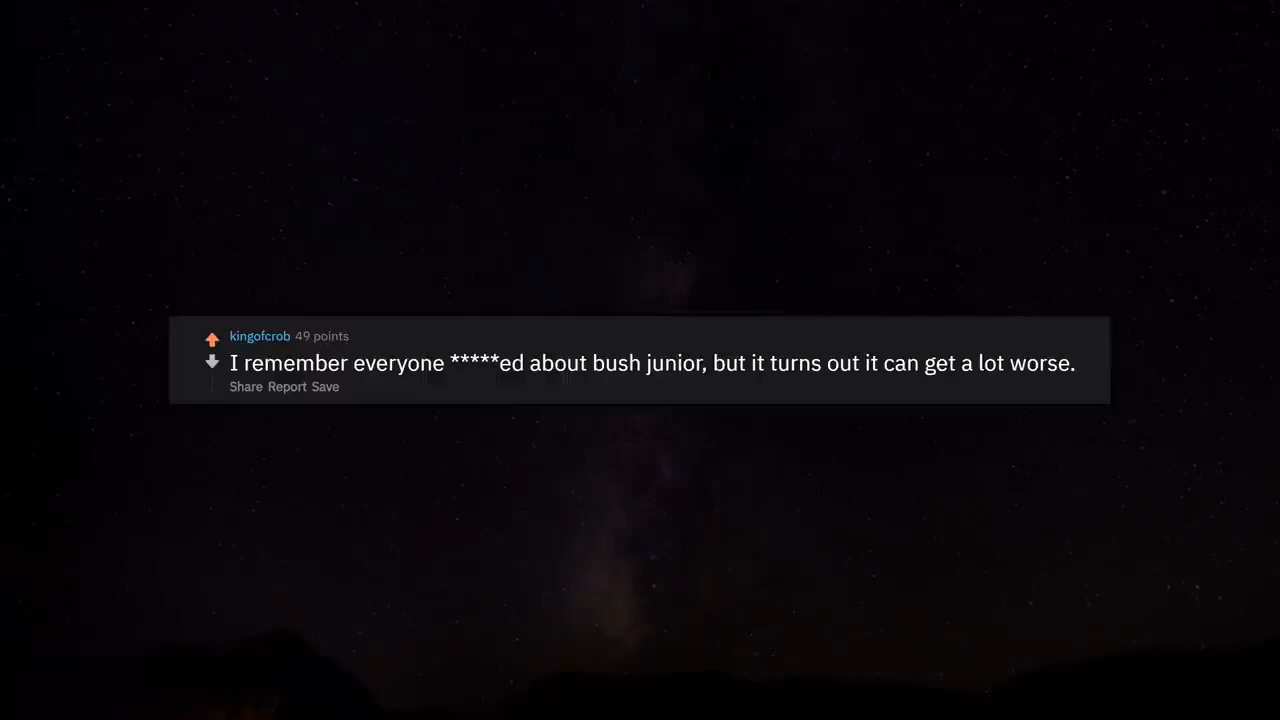 kingofcrob 49 points
I remember everyone *****ed about bush junior, but it turns out it can get a lot worse.
Share Report Save